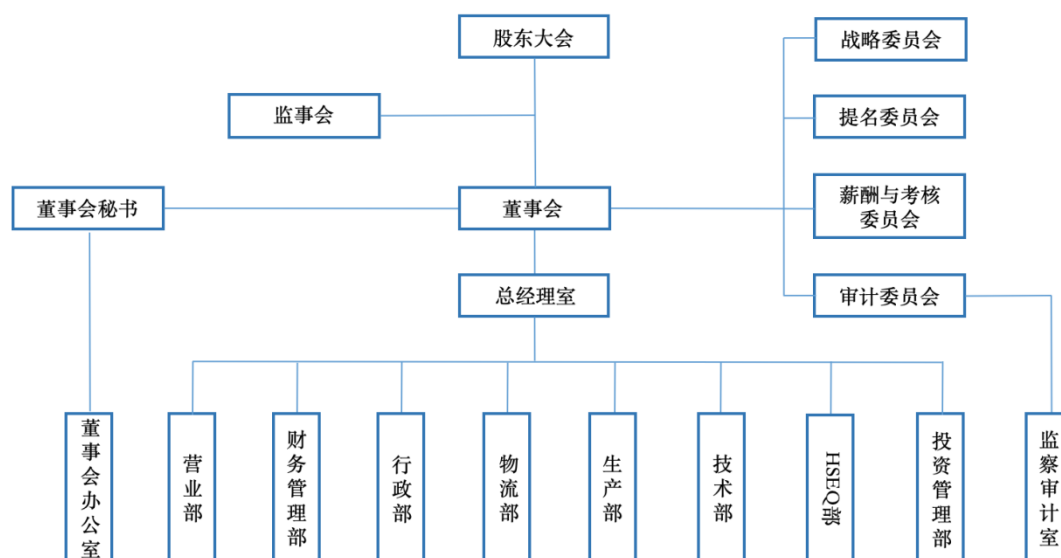 股东大会
战略委员会
监事会
提名委员会
董事会秘书
董事会
薪酬与考核
委员会
总经理室
审计委员会
董事会办公室
营业部
财务管理部
行政部
物流部
生产部
技术部
HSEQ部
投资管理部
监察审计室